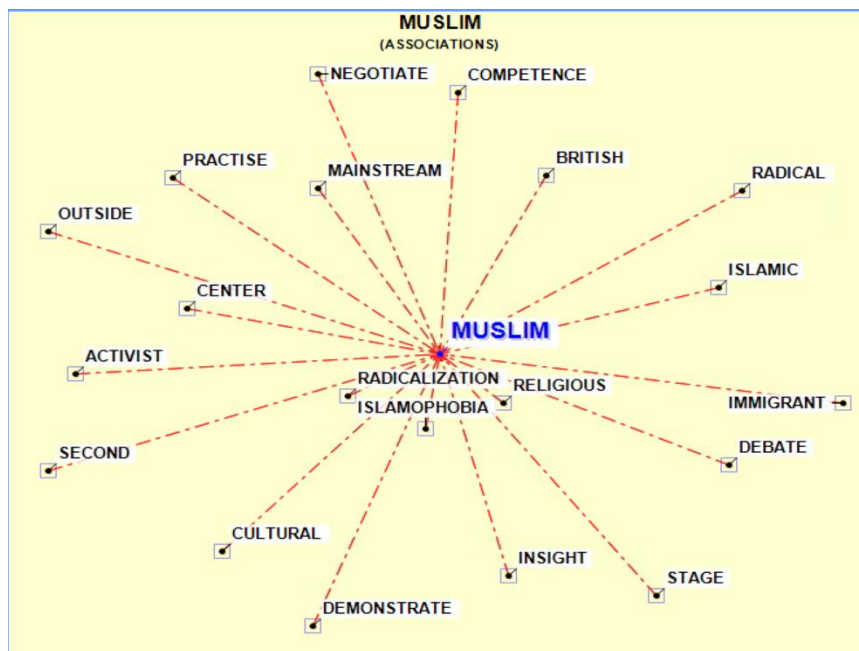 MUSLIM
(ASSOCIATIONS)
NEGOTIATE
COMPETENCE
PRACTISE
MAINSTREAM
BRITISH
RADICAL
OUTSIDE
ISLAMIC
CENTER
MUSLIM
ACTIVIST
RADICALIZATION
RELIGIOUS
IMMIGRANT
ISLAMOPHOBIA
DEBATE
SECOND
CULTURAL
INSIGHT
STAGE
DEMONSTRATE